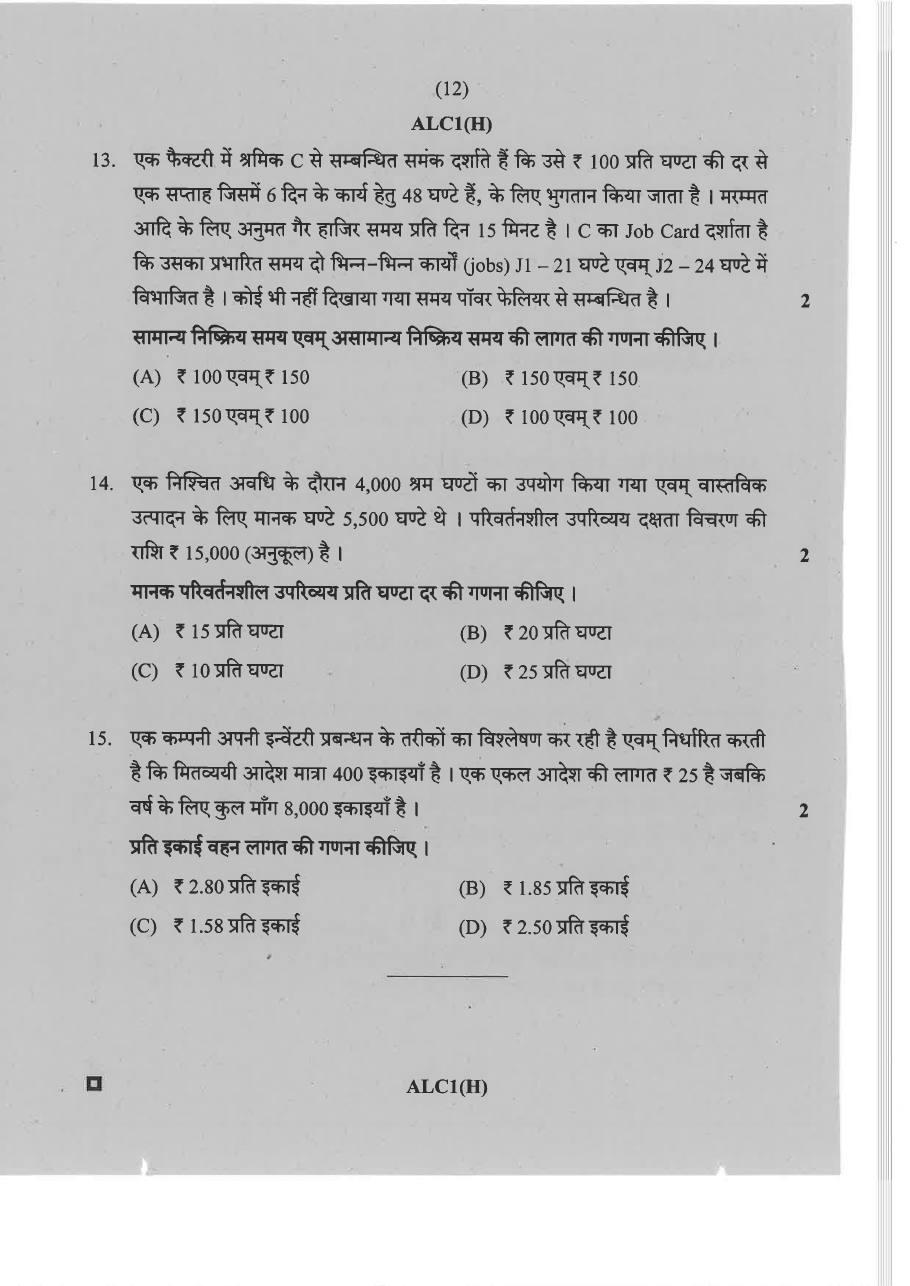 (12)
ALC1(H)
13. एक फैक्टरी में श्रमिक C से सम्बन्धित समंक दर्शाते हैं कि उसे ₹ 100 प्रति घण्टा की दर से
एक सप्ताह जिसमें 6 दिन के कार्य हेतु 48 घण्टे हैं, के लिए भुगतान किया जाता है । मरम्मत
आदि के लिए अनुमत गैर हाजिर समय प्रति दिन 15 मिनट है । C का Job Card दर्शाता है
कि उसका प्रभारित समय दो भिन्न-भिन्न कार्यों (jobs) J1 – 21 घण्टे एवम् J2 – 24 घण्टे में
विभाजित है । कोई भी नहीं दिखाया गया समय पॉवर फेलियर से सम्बन्धित है । 2
सामान्य निष्क्रिय समय एवम् असामान्य निष्क्रिय समय की लागत की गणना कीजिए ।
(A) ₹ 100 एवम् ₹ 150 (B) ₹ 150 एवम् ₹ 150
(C) ₹ 150 एवम् ₹ 100 (D) ₹ 100 एवम् ₹ 100
14. एक निश्चित अवधि के दौरान 4,000 श्रम घण्टों का उपयोग किया गया एवम् वास्तविक
उत्पादन के लिए मानक घण्टे 5,500 घण्टे थे । परिवर्तनशील उपरिव्यय दक्षता विचरण की
राशि ₹ 15,000 (अनुकूल) है । 2
मानक परिवर्तनशील उपरिव्यय प्रति घण्टा दर की गणना कीजिए ।
(A) ₹ 15 प्रति घण्टा (B) ₹ 20 प्रति घण्टा
(C) ₹ 10 प्रति घण्टा (D) ₹ 25 प्रति घण्टा
15. एक कम्पनी अपनी इन्वेंटरी प्रबन्धन के तरीकों का विश्लेषण कर रही है एवम् निर्धारित करती
है कि मितव्ययी आदेश मात्रा 400 इकाइयाँ है । एक एकल आदेश की लागत ₹ 25 है जबकि
वर्ष के लिए कुल माँग 8,000 इकाइयाँ है । 2
प्रति इकाई वहन लागत की गणना कीजिए ।
(A) ₹ 2.80 प्रति इकाई (B) ₹ 1.85 प्रति इकाई
(C) ₹ 1.58 प्रति इकाई (D) ₹ 2.50 प्रति इकाई
ALC1(H)